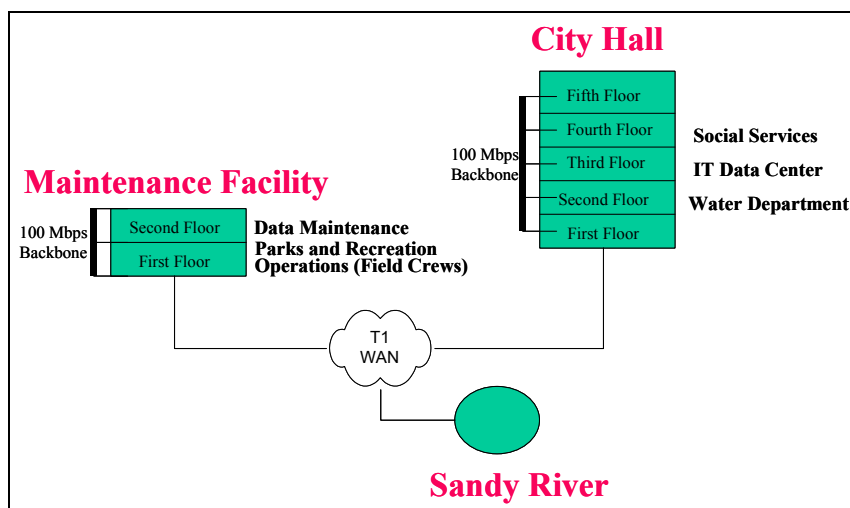 City Hall
Fifth Floor
Fourth Floor
Social Services
100 Mbps
Backbone
Third Floor
IT Data Center
Second Floor
Water Department
First Floor
Maintenance Facility
100 Mbps
Backbone
Second Floor
Data Maintenance
Parks and Recreation
First Floor
Operations (Field Crews)
T1
WAN
Sandy River